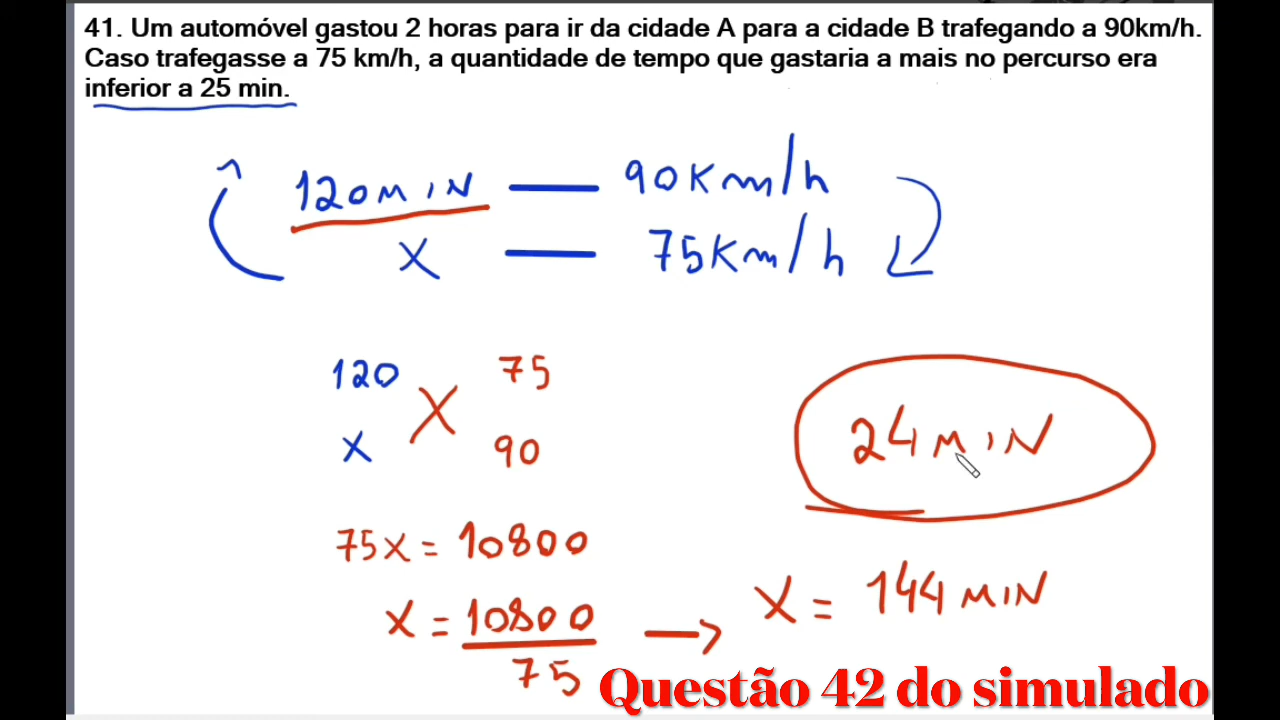 41. Um automóvel gastou 2 horas para ir da cidade A para a cidade B trafegando a 90km/h.
Caso trafegasse a 75 km/h, a quantidade de tempo que gastaria a mais no percurso era
inferior a 25 min.
120MIN — 90Km/h
X — 75Km/h
120 X 75
X 90
24MIN
75X = 10800
X = 10800 → X = 144MIN
75
Questão 42 do simulado